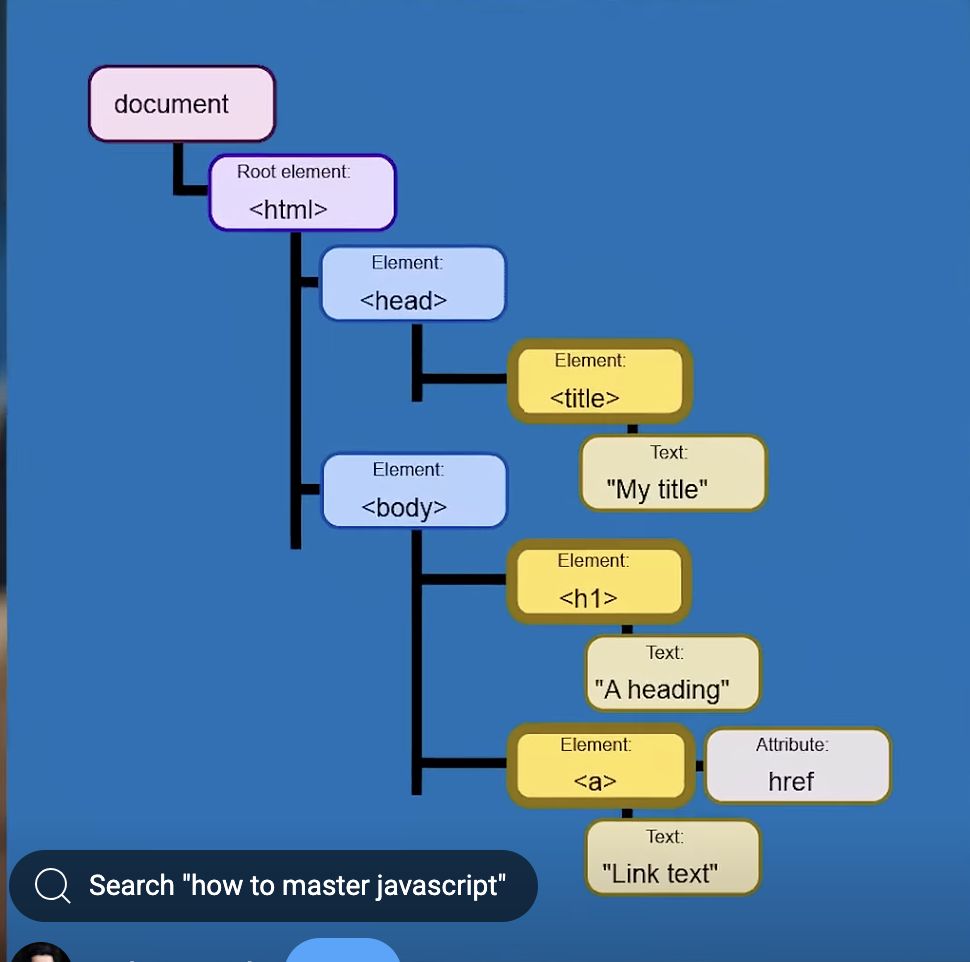 document
Root element:
<html>
Element:
<head>
Element:
<title>
Text:
"My title"
Element:
<body>
Element:
<h1>
Text:
"A heading"
Element:
<a>
Attribute:
href
Text:
"Link text"
Search "how to master javascript"